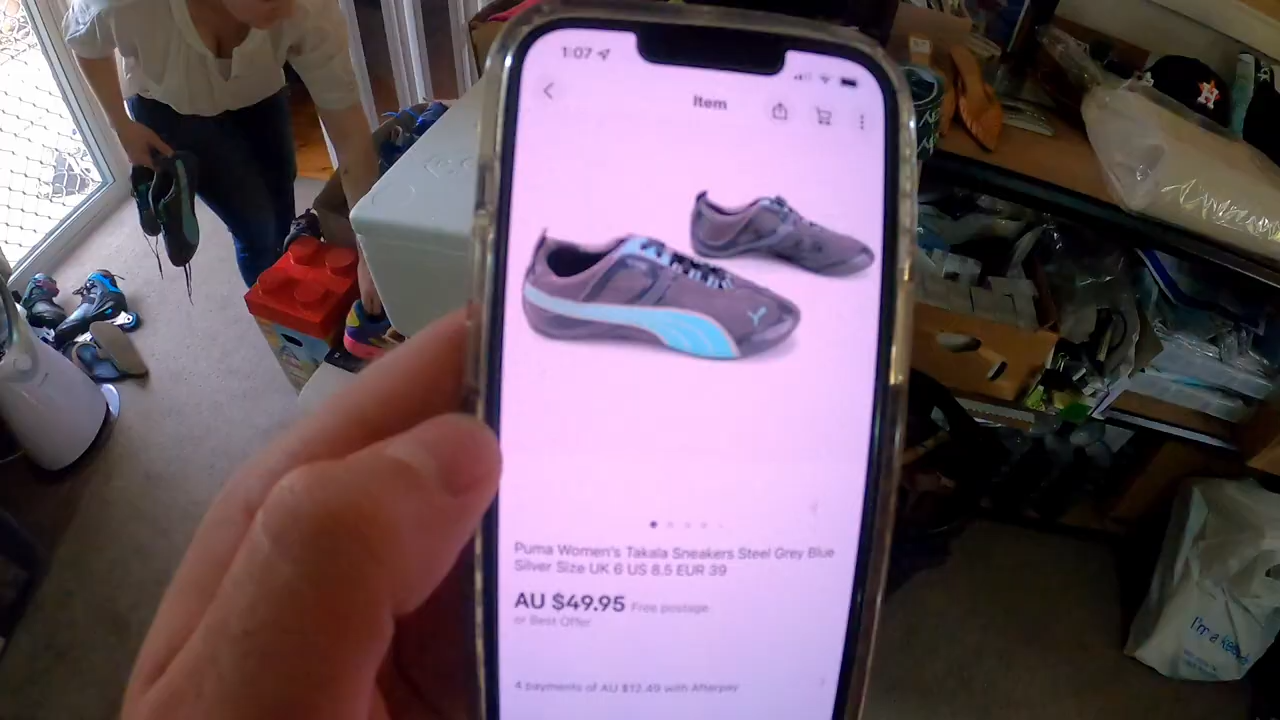 1:07
Item
Puma Women's Takala Sneakers Steel Grey Blue
Silver Size UK 6 US 8.5 EUR 39
AU $49.95 Free postage
or Best Offer
4 payments of AU $12.49 with Afterpay
I'm a